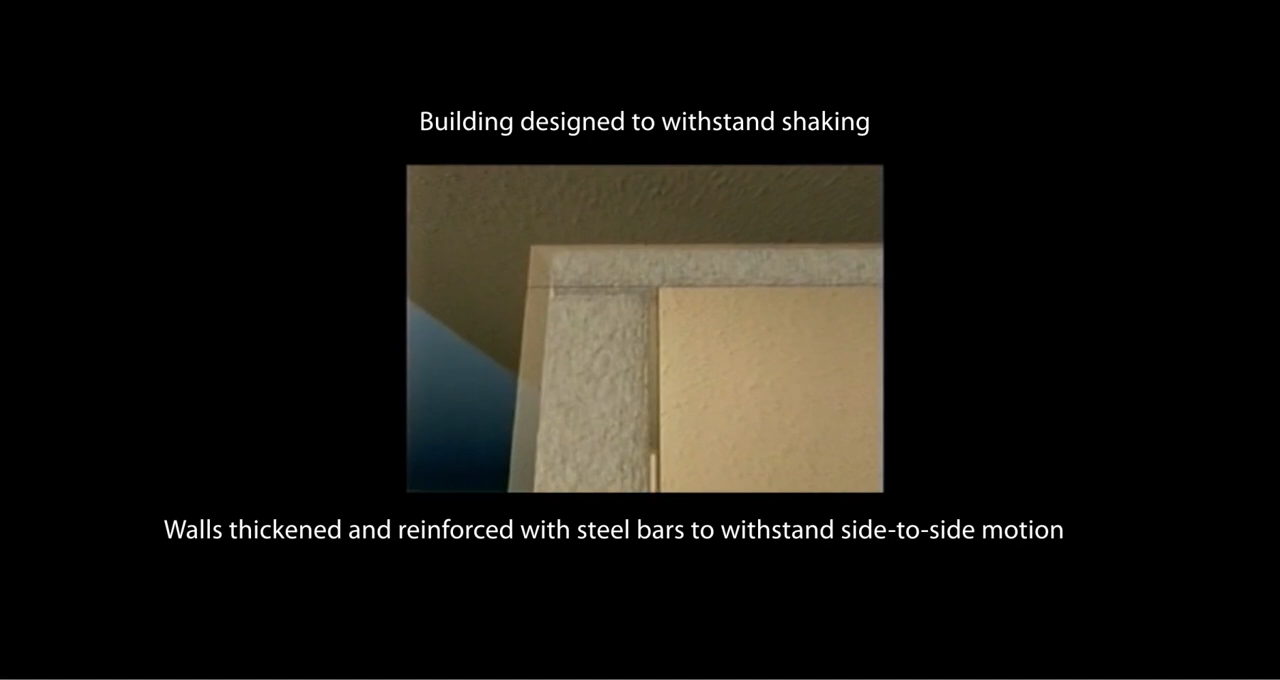 Building designed to withstand shaking
Walls thickened and reinforced with steel bars to withstand side-to-side motion